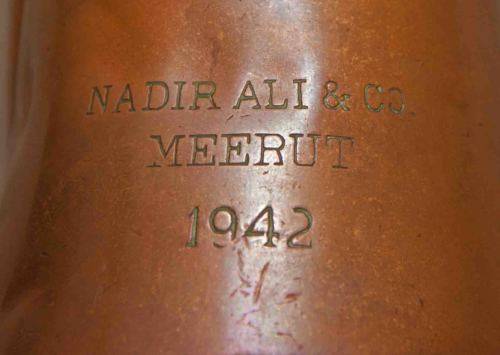 NADIR ALI & CO.
MEERUT
1942